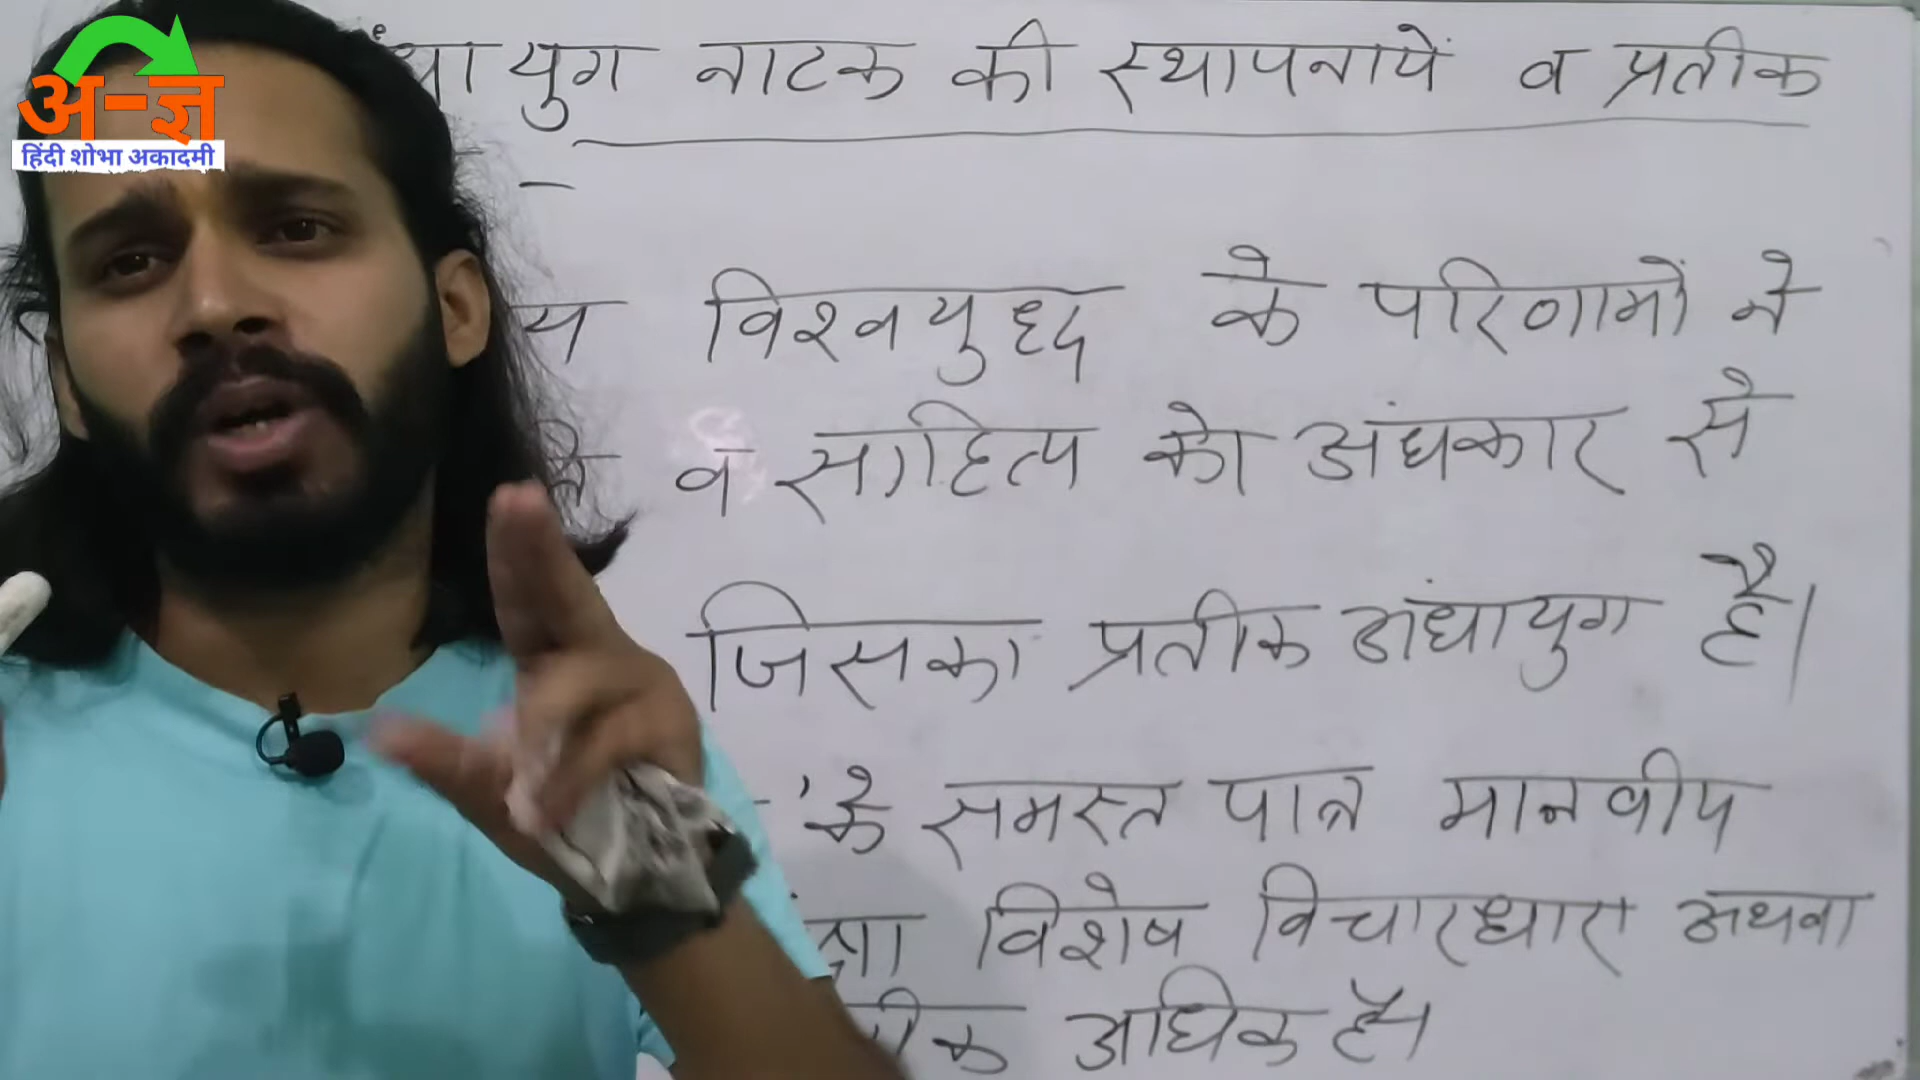 अ-ज्ञ
हिंदी शोभा अकादमी
युग नाटक की स्थापनायें व प्रतीक
विश्वयुध्द के परिणामों ने
व साहित्य को अंधकार से
जिसका प्रतीक अंधायुग है।
के समस्त पात्र मानवीय
विशेष विचारधारा अथवा
अधिक हैं।